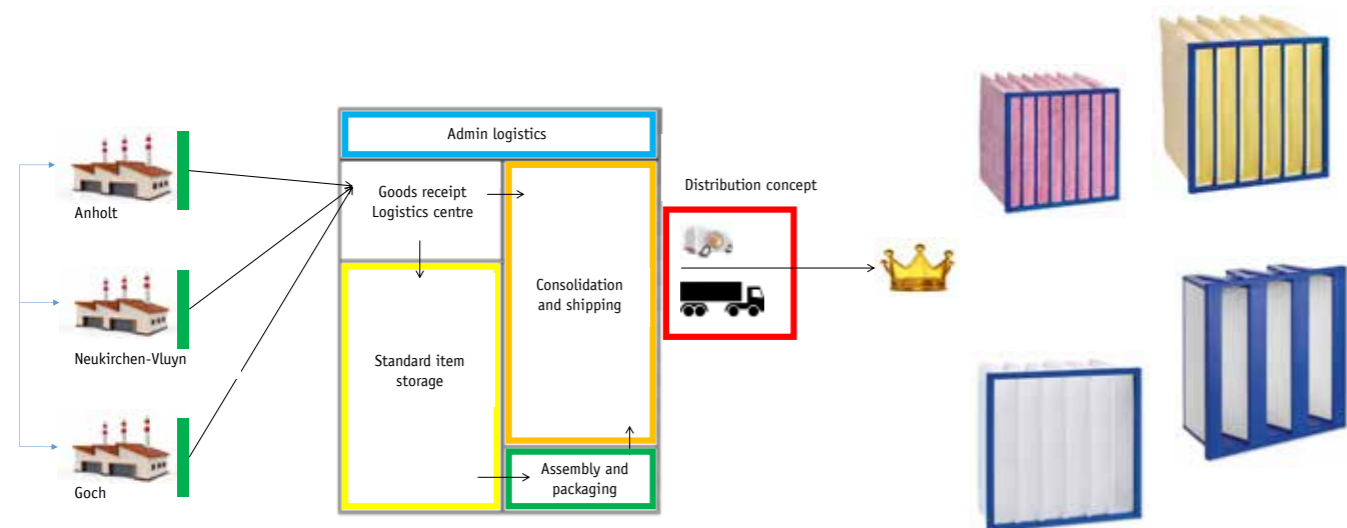 Admin logistics
Goods receipt
Logistics centre
Distribution concept
Anholt
Consolidation
and shipping
Neukirchen-Vluyn
Standard item
storage
Assembly and
packaging
Goch